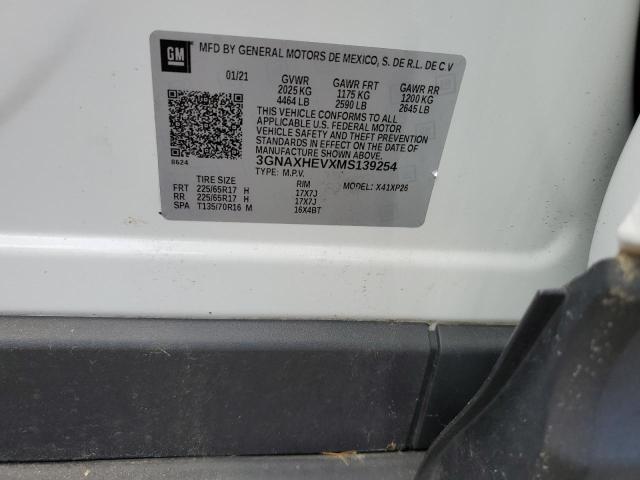 GM
MFD BY GENERAL MOTORS DE MEXICO, S. DE R.L. DE C.V
01/21 GVWR GAWR FRT GAWR RR
2025 KG 1175 KG 1200 KG
4464 LB 2590 LB 2645 LB
THIS VEHICLE CONFORMS TO ALL
APPLICABLE U.S. FEDERAL MOTOR
VEHICLE SAFETY AND THEFT
PREVENTION STANDARDS IN
EFFECT ON THE DATE OF
MANUFACTURE SHOWN ABOVE.
3GNAXHEVXMS139254
8624
TYPE: M.P.V.
TIRE SIZE RIM MODEL: X41XP26
FRT 225/65R17 H 17X7J
RR 225/65R17 H 17X7J
SPA T135/70R16 M 16X4BT